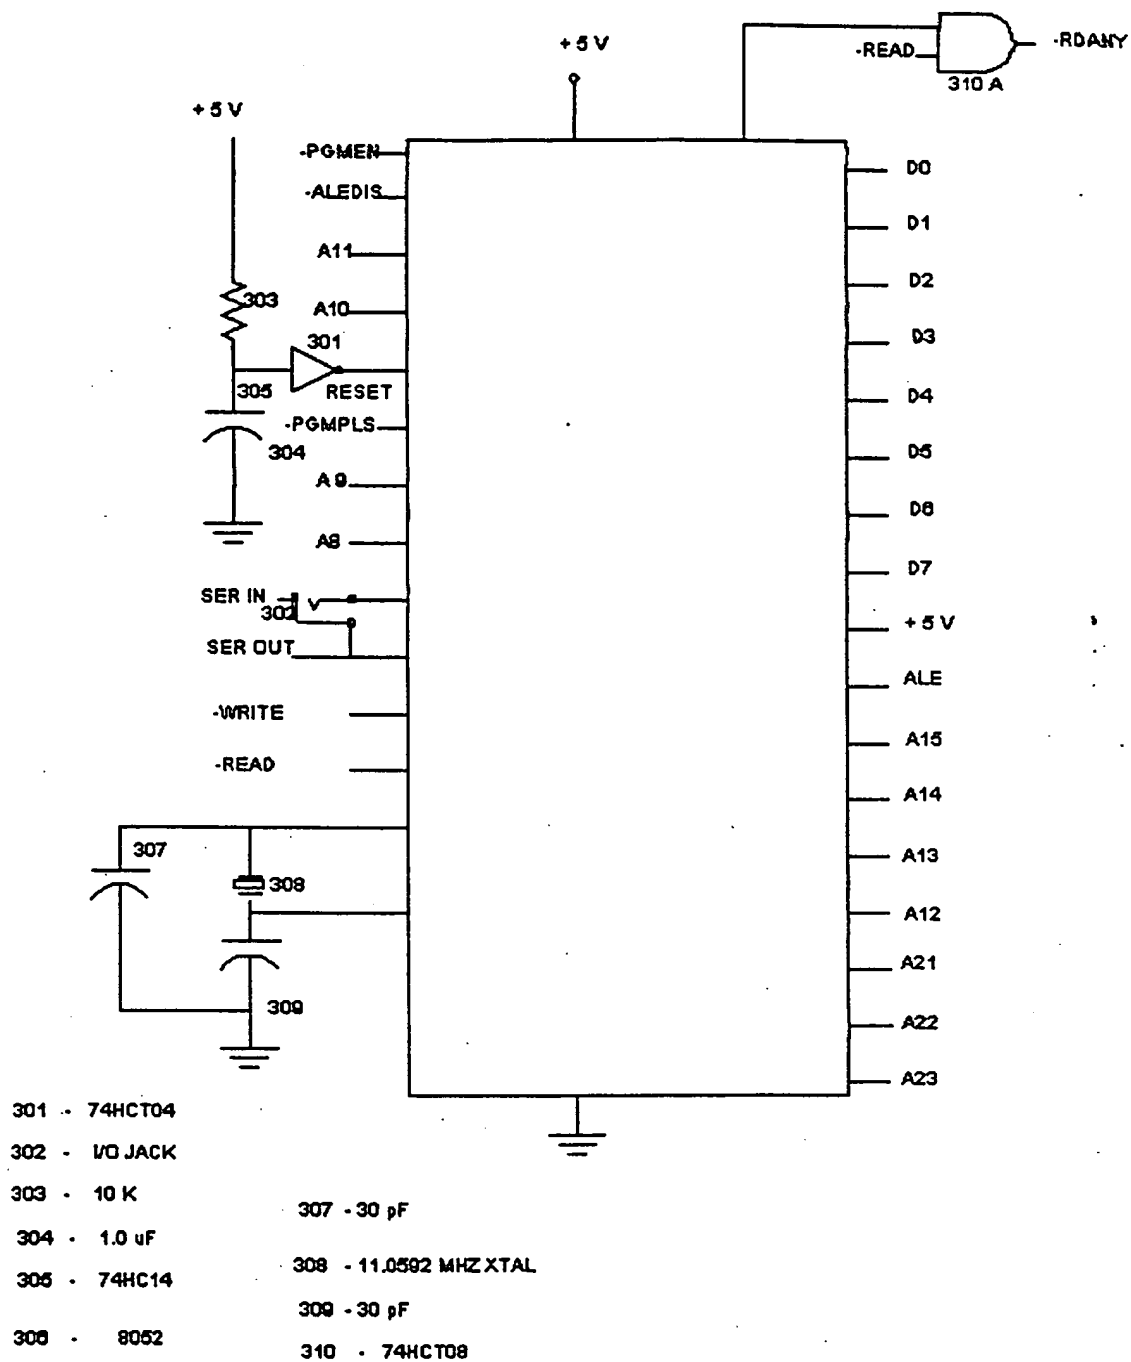 +5 V
-READ
-RDANY
310 A
+5 V
-PGMEN
-ALEDIS
A11
A10
303
301
305
RESET
-PGMPLS
304
A9
A8
SER IN
302
SER OUT
-WRITE
-READ
307
308
309
D0
D1
D2
D3
D4
D5
D6
D7
+5 V
ALE
A15
A14
A13
A12
A21
A22
A23
301 - 74HCT04
302 - I/O JACK
303 - 10 K
304 - 1.0 uF
305 - 74HC14
306 - 8052
307 - 30 pF
308 - 11.0592 MHZ XTAL
309 - 30 pF
310 - 74HCT08